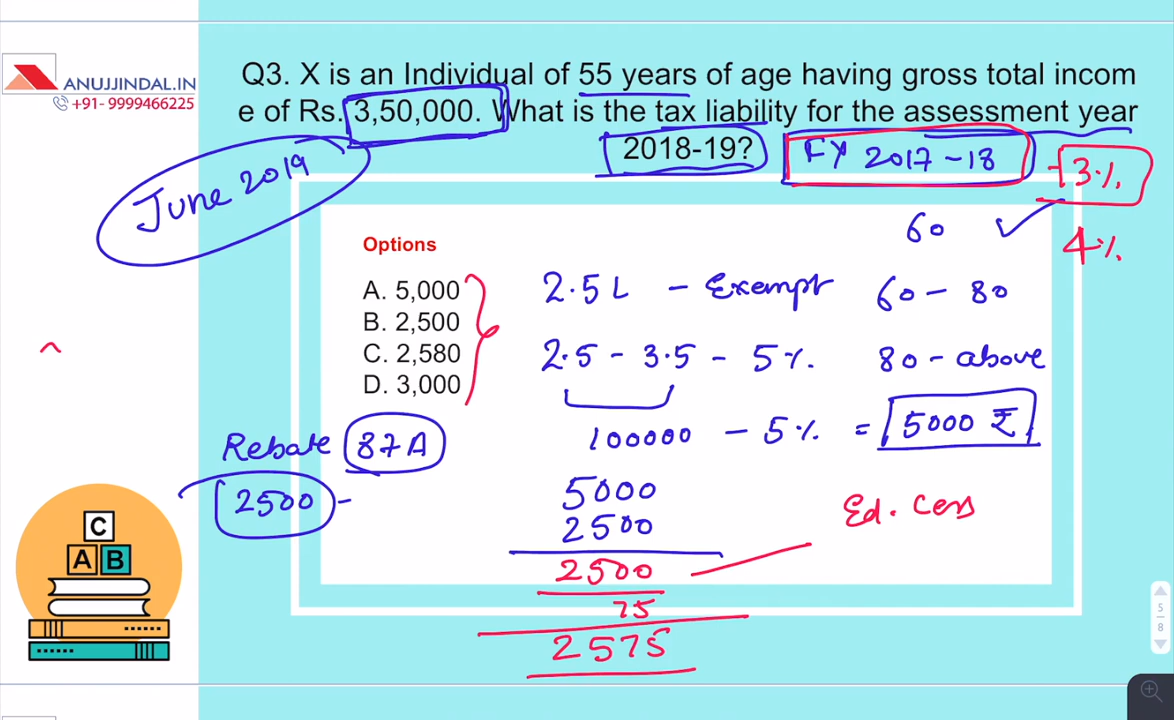 ANUJJINDAL.IN
+91- 9999466225
Q3. X is an Individual of 55 years of age having gross total incom
e of Rs. 3,50,000. What is the tax liability for the assessment year
2018-19?
FY 2017-18
3%
4%
June 2019
60
Options
A. 5,000
B. 2,500
C. 2,580
D. 3,000
2.5 L - Exempt
60 - 80
2.5 - 3.5 - 5%
80 - above
100000 - 5% = 5000 ₹
Rebate 87A
2500 -
5000
2500
2500
75
2575
Ed. Cess
C
A B
S
8